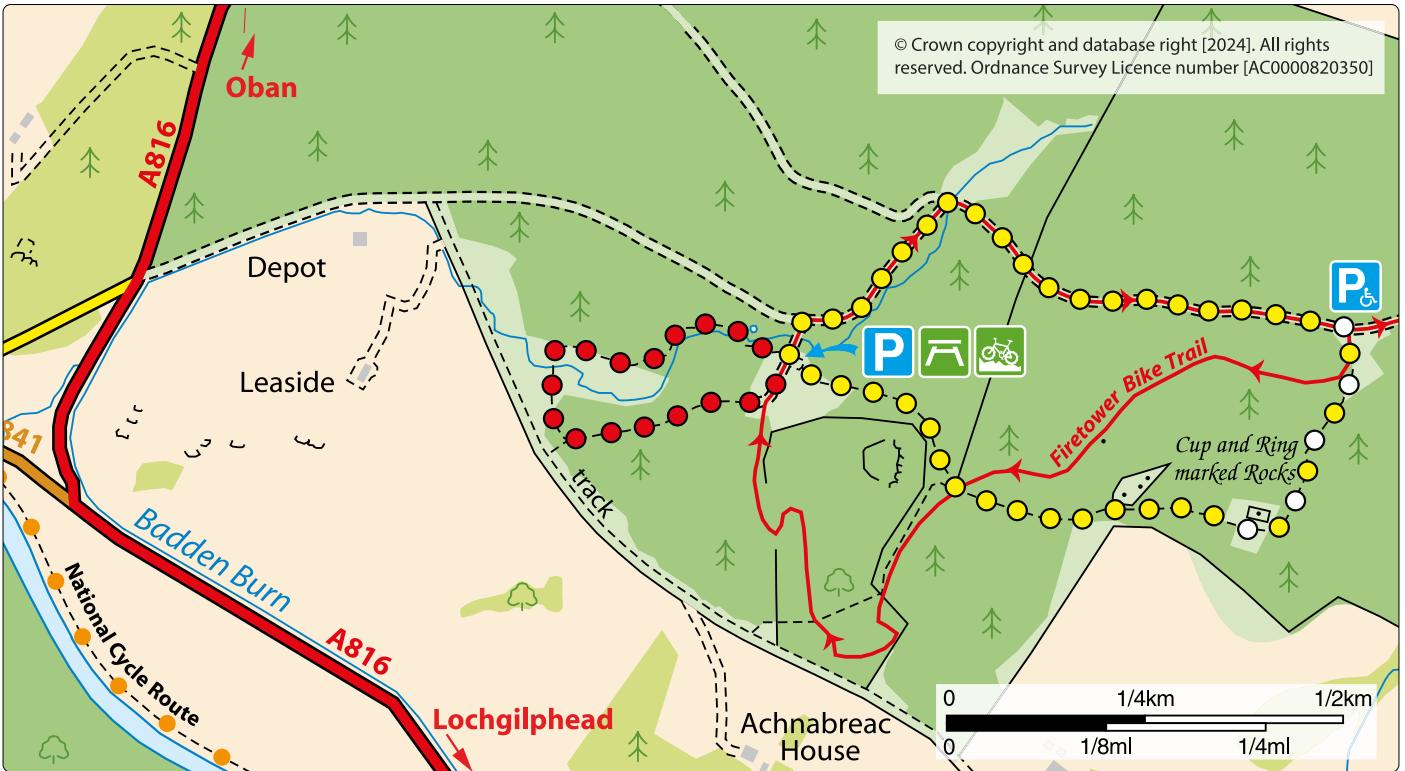 © Crown copyright and database right [2024]. All rights
reserved. Ordnance Survey Licence number [AC0000820350]
Oban
A816
Depot
P
P
Leaside
Firetower Bike Trail
841
Cup and Ring
marked Rocks
track
Badden Burn
National Cycle Route
A816
Lochgilphead
Achnabreac
House
0 1/4km 1/2km
0 1/8ml 1/4ml